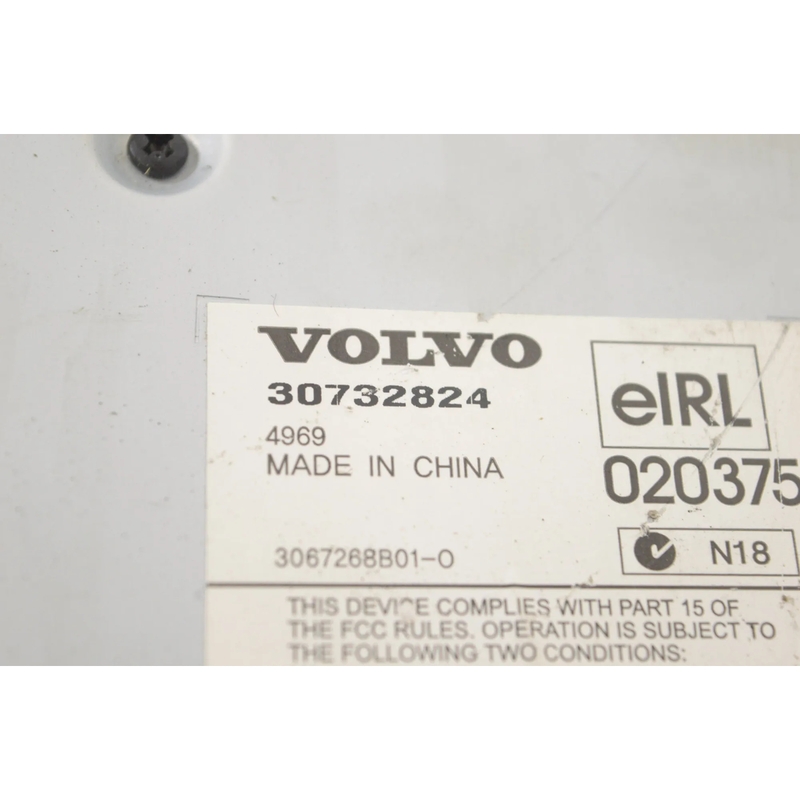 VOLVO
30732824
4969
MADE IN CHINA
eIRL
020375
N18
3067268B01-O
THIS DEVICE COMPLIES WITH PART 15 OF
THE FCC RULES. OPERATION IS SUBJECT TO
THE FOLLOWING TWO CONDITIONS: